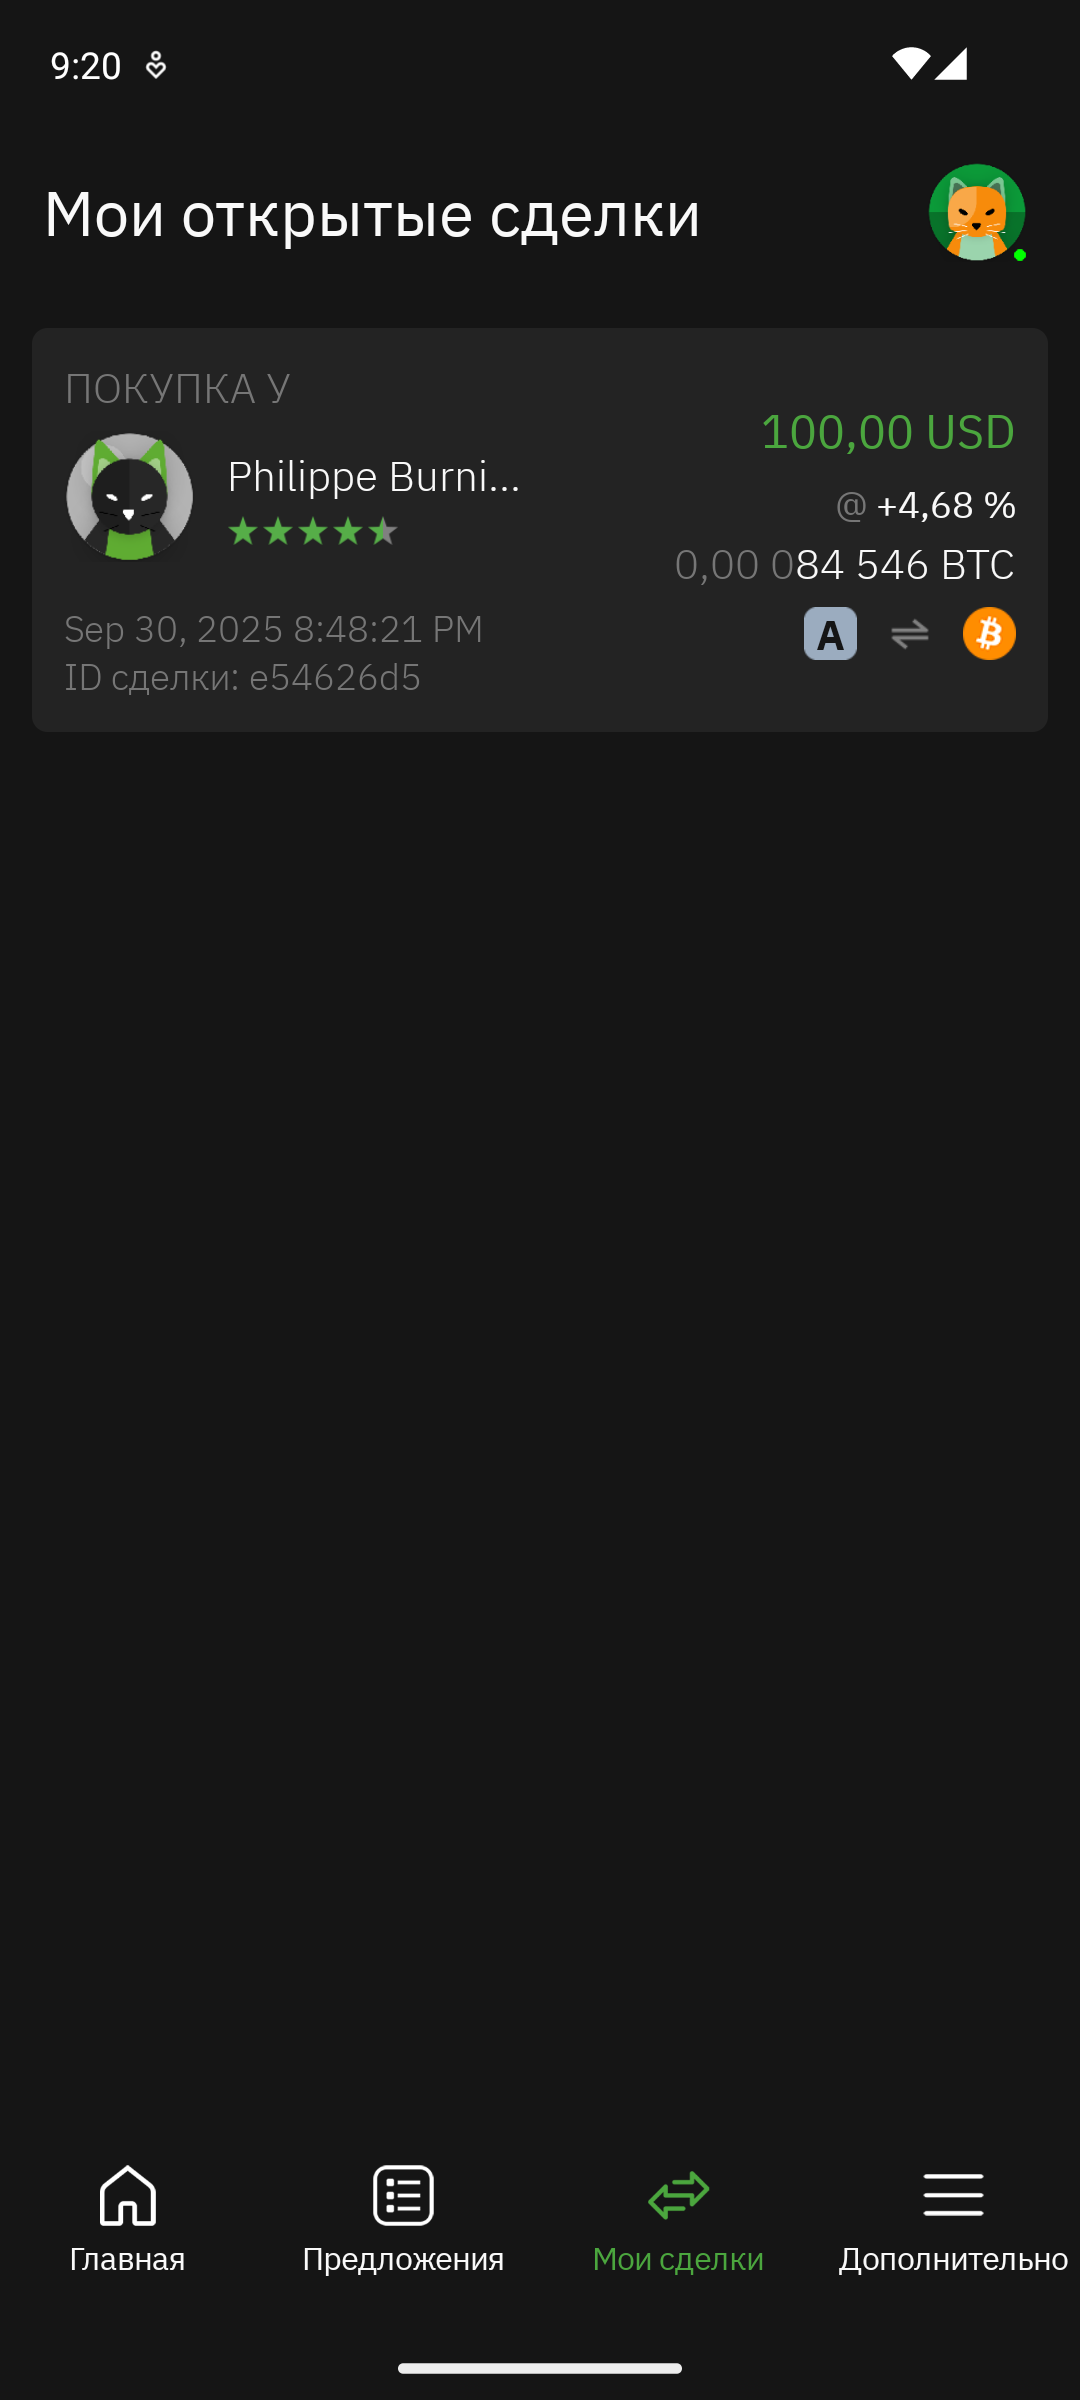 9:20
Мои открытые сделки
ПОКУПКА У
Philippe Burni...
100,00 USD
@ +4,68 %
0,00 084 546 BTC
A
Sep 30, 2025 8:48:21 PM
ID сделки: e54626d5
Главная
Предложения
Мои сделки
Дополнительно